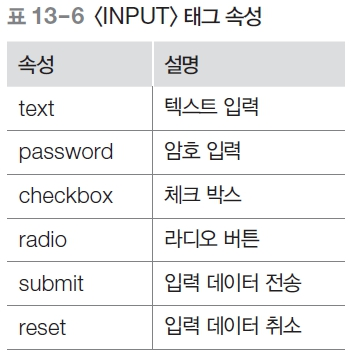 표 13-6 〈INPUT〉 태그 속성
속성 설명
text 텍스트 입력
password 암호 입력
checkbox 체크 박스
radio 라디오 버튼
submit 입력 데이터 전송
reset 입력 데이터 취소